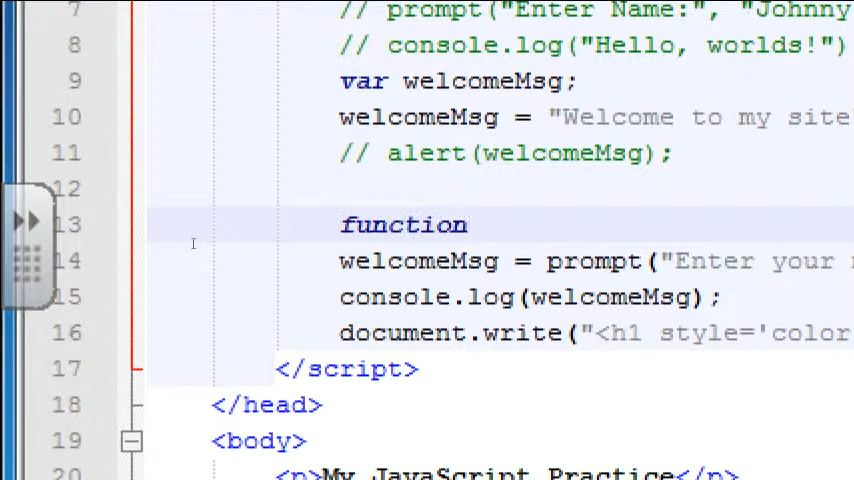 7 // prompt("Enter Name:", "Johnny
8 // console.log("Hello, worlds!")
9 var welcomeMsg;
10 welcomeMsg = "Welcome to my site
11 // alert(welcomeMsg);
12
13 function
14 welcomeMsg = prompt("Enter your
15 console.log(welcomeMsg);
16 document.write("<h1 style='color
17 </script>
18 </head>
19 <body>
20 <p>My JavaScript Practice</p>